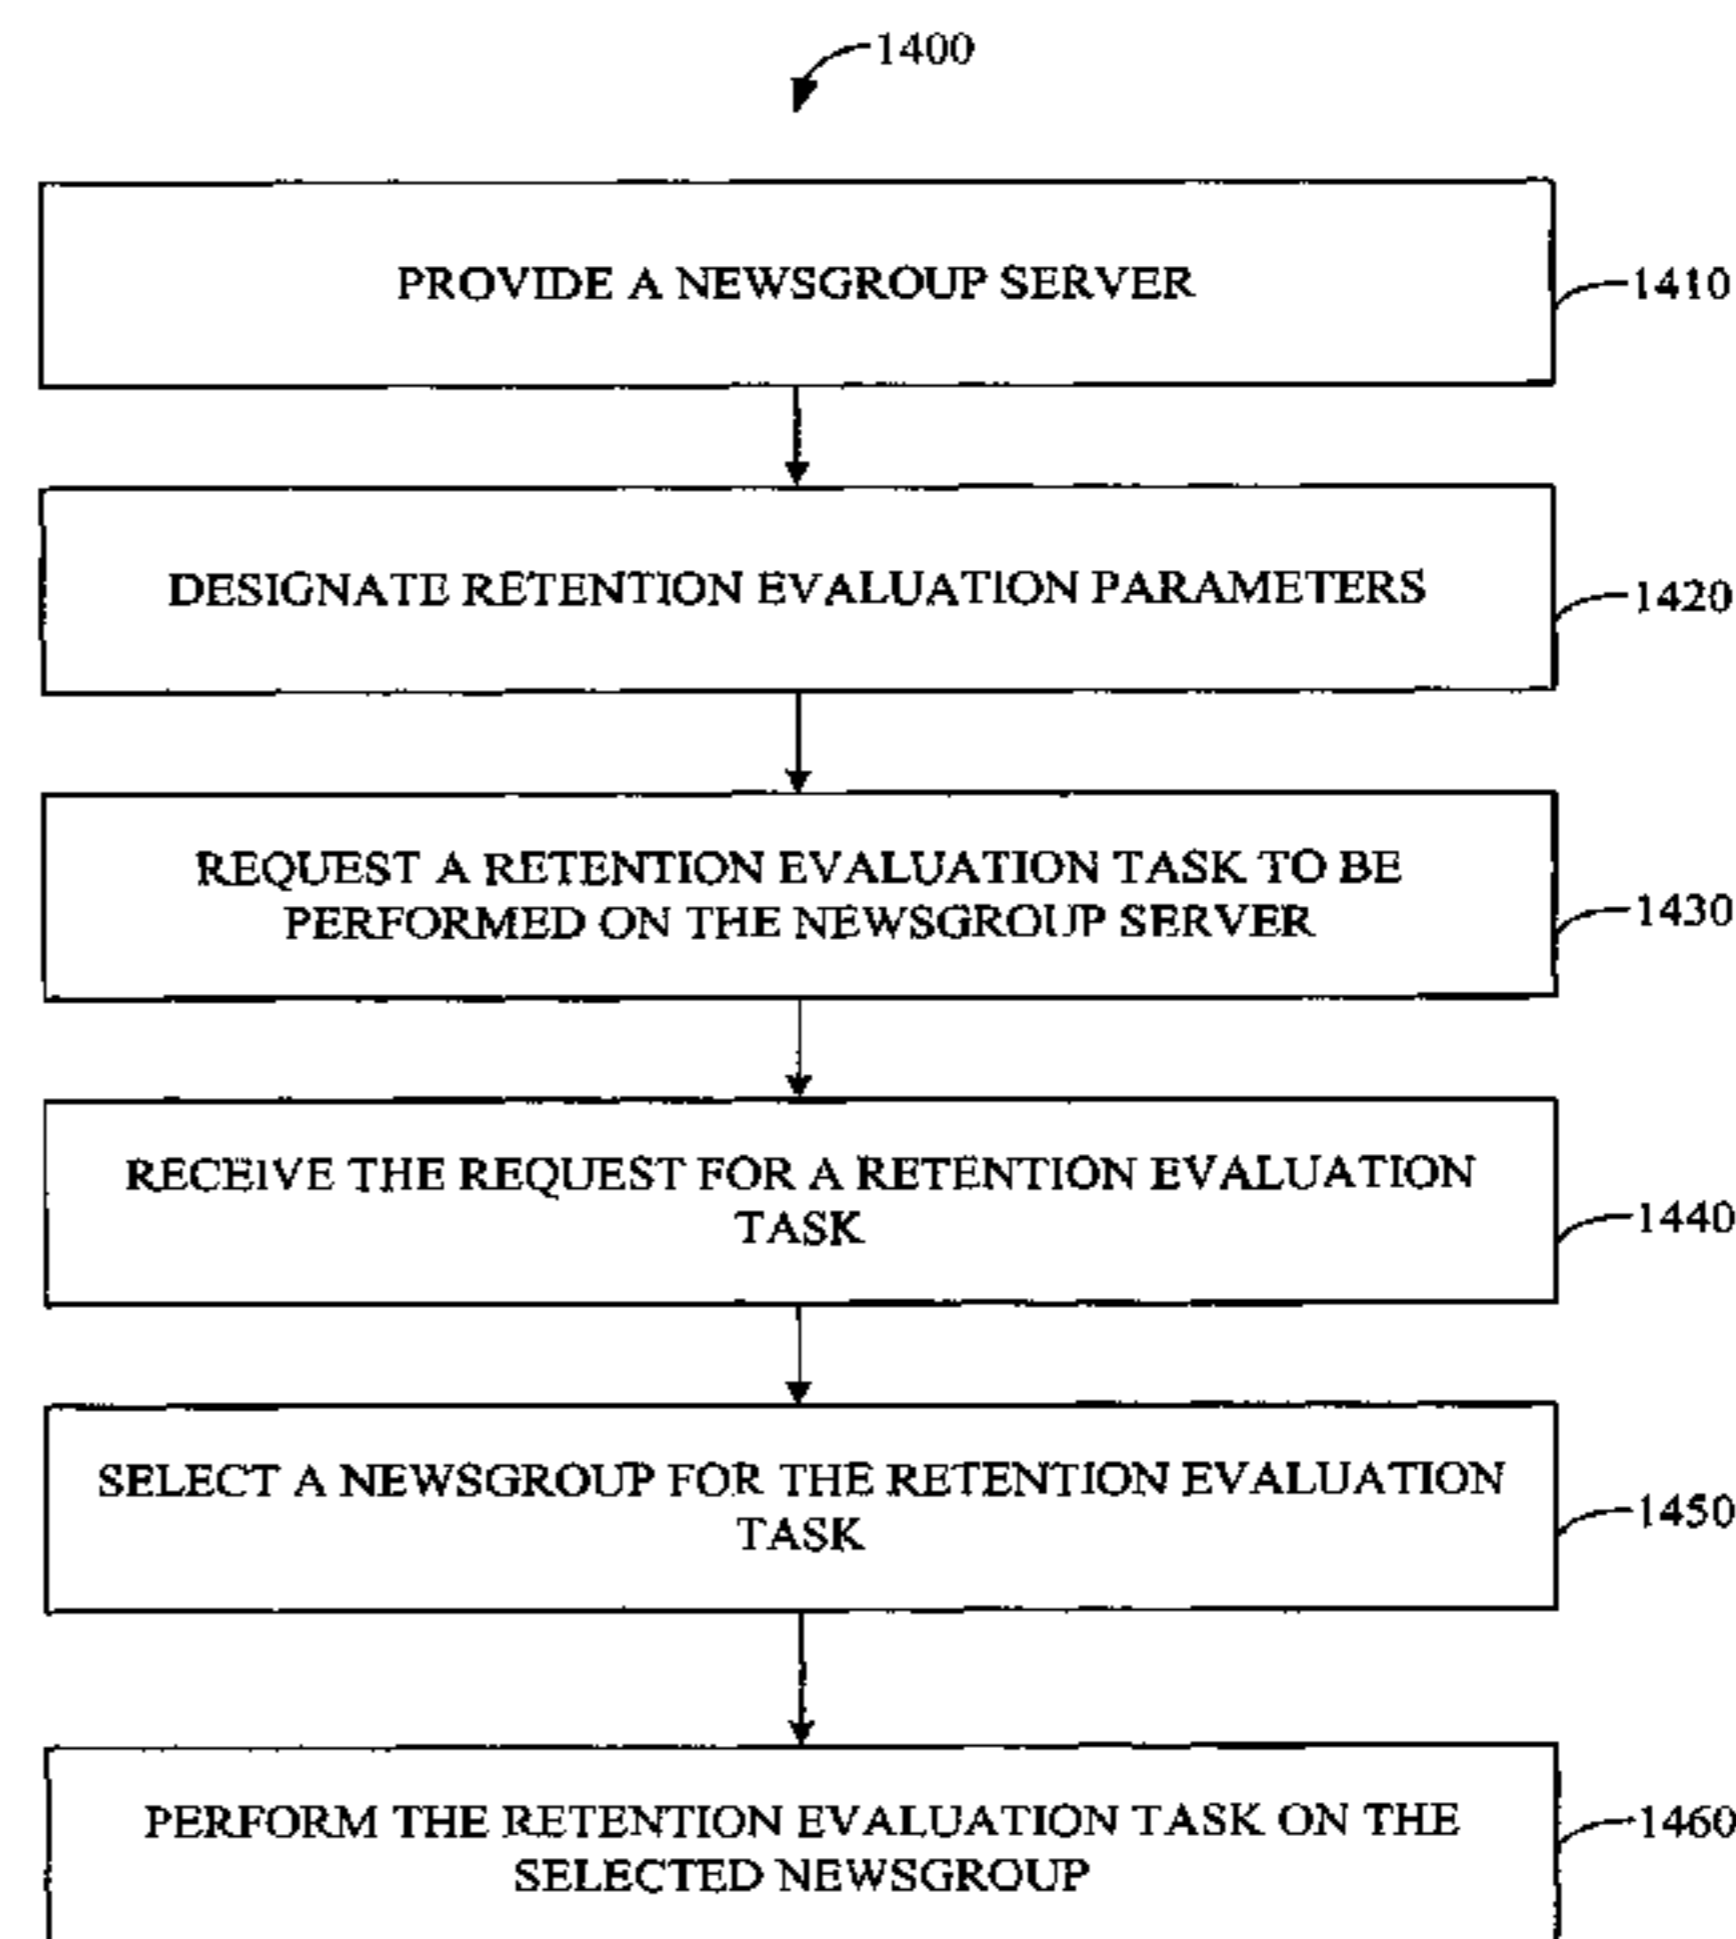 1400
PROVIDE A NEWSGROUP SERVER
1410
DESIGNATE RETENTION EVALUATION PARAMETERS
1420
REQUEST A RETENTION EVALUATION TASK TO BE
PERFORMED ON THE NEWSGROUP SERVER
1430
RECEIVE THE REQUEST FOR A RETENTION EVALUATION
TASK
1440
SELECT A NEWSGROUP FOR THE RETENTION EVALUATION
TASK
1450
PERFORM THE RETENTION EVALUATION TASK ON THE
SELECTED NEWSGROUP
1460